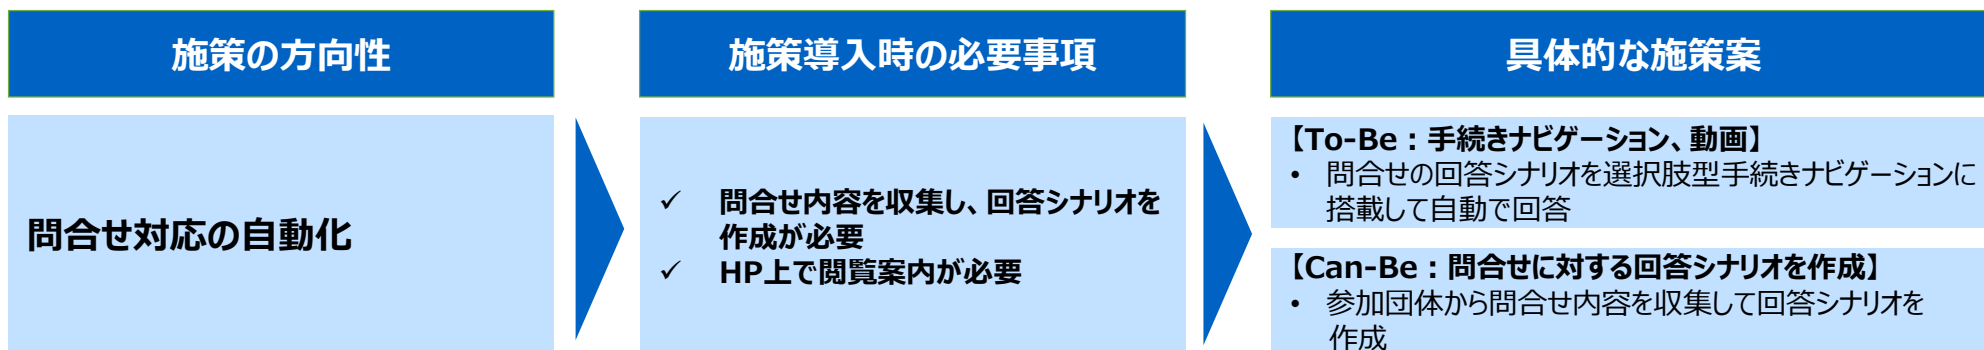 施策の方向性
施策導入時の必要事項
具体的な施策案
問合せ対応の自動化
✓ 問合せ内容を収集し、回答シナリオを
作成が必要
✓ HP上で閲覧案内が必要
【To-Be：手続きナビゲーション、動画】
• 問合せの回答シナリオを選択肢型手続きナビゲーションに
搭載して自動で回答
【Can-Be：問合せに対する回答シナリオを作成】
• 参加団体から問合せ内容を収集して回答シナリオを
作成